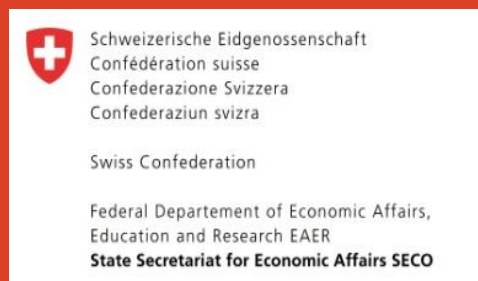 Schweizerische Eidgenossenschaft
Confédération suisse
Confederazione Svizzera
Confederaziun svizra
Swiss Confederation
Federal Departement of Economic Affairs,
Education and Research EAER
State Secretariat for Economic Affairs SECO